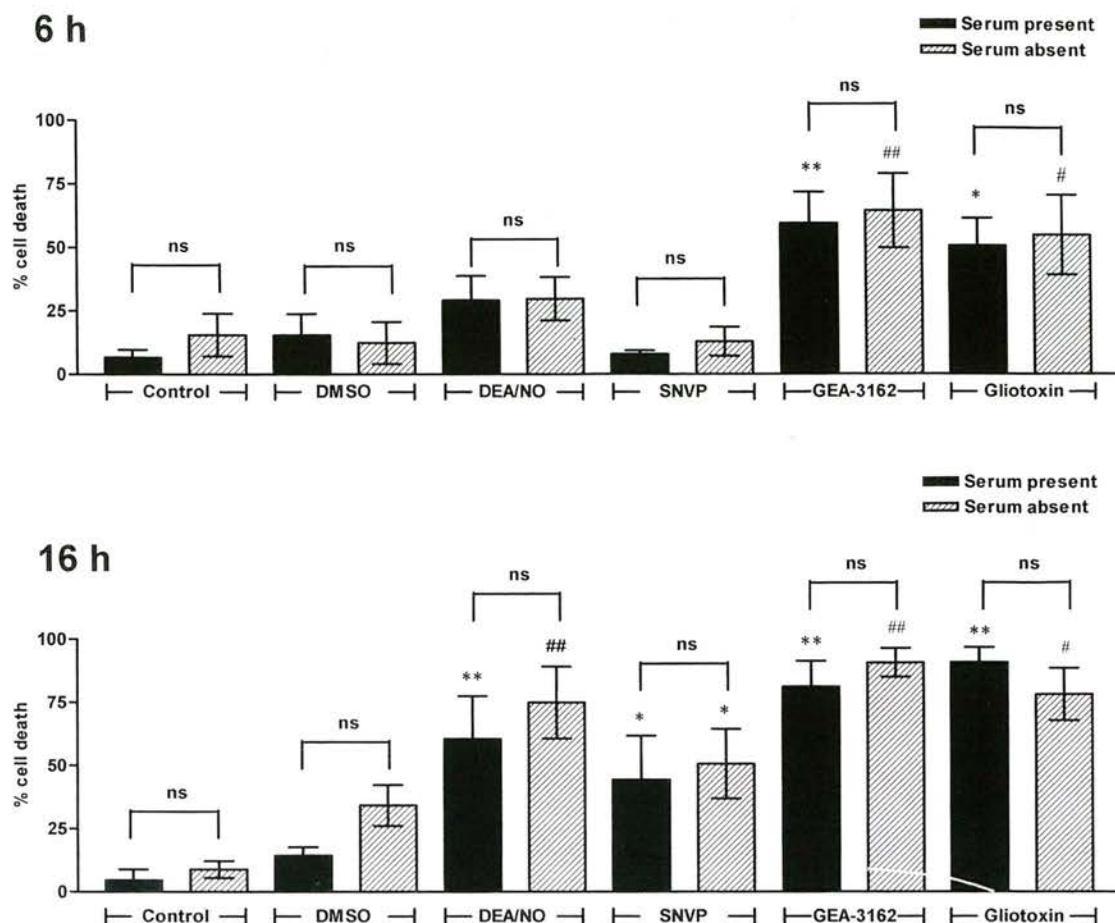 6 h
Serum present
Serum absent
ns
ns
ns
ns
ns
ns
** ## * #
100
75
50
25
0
% cell death
Control DMSO DEA/NO SNVP GEA-3162 Gliotoxin
Serum present
Serum absent
16 h
ns
ns
ns
ns
ns
ns
** ## * * ** ## ** #
100
75
50
25
0
% cell death
Control DMSO DEA/NO SNVP GEA-3162 Gliotoxin